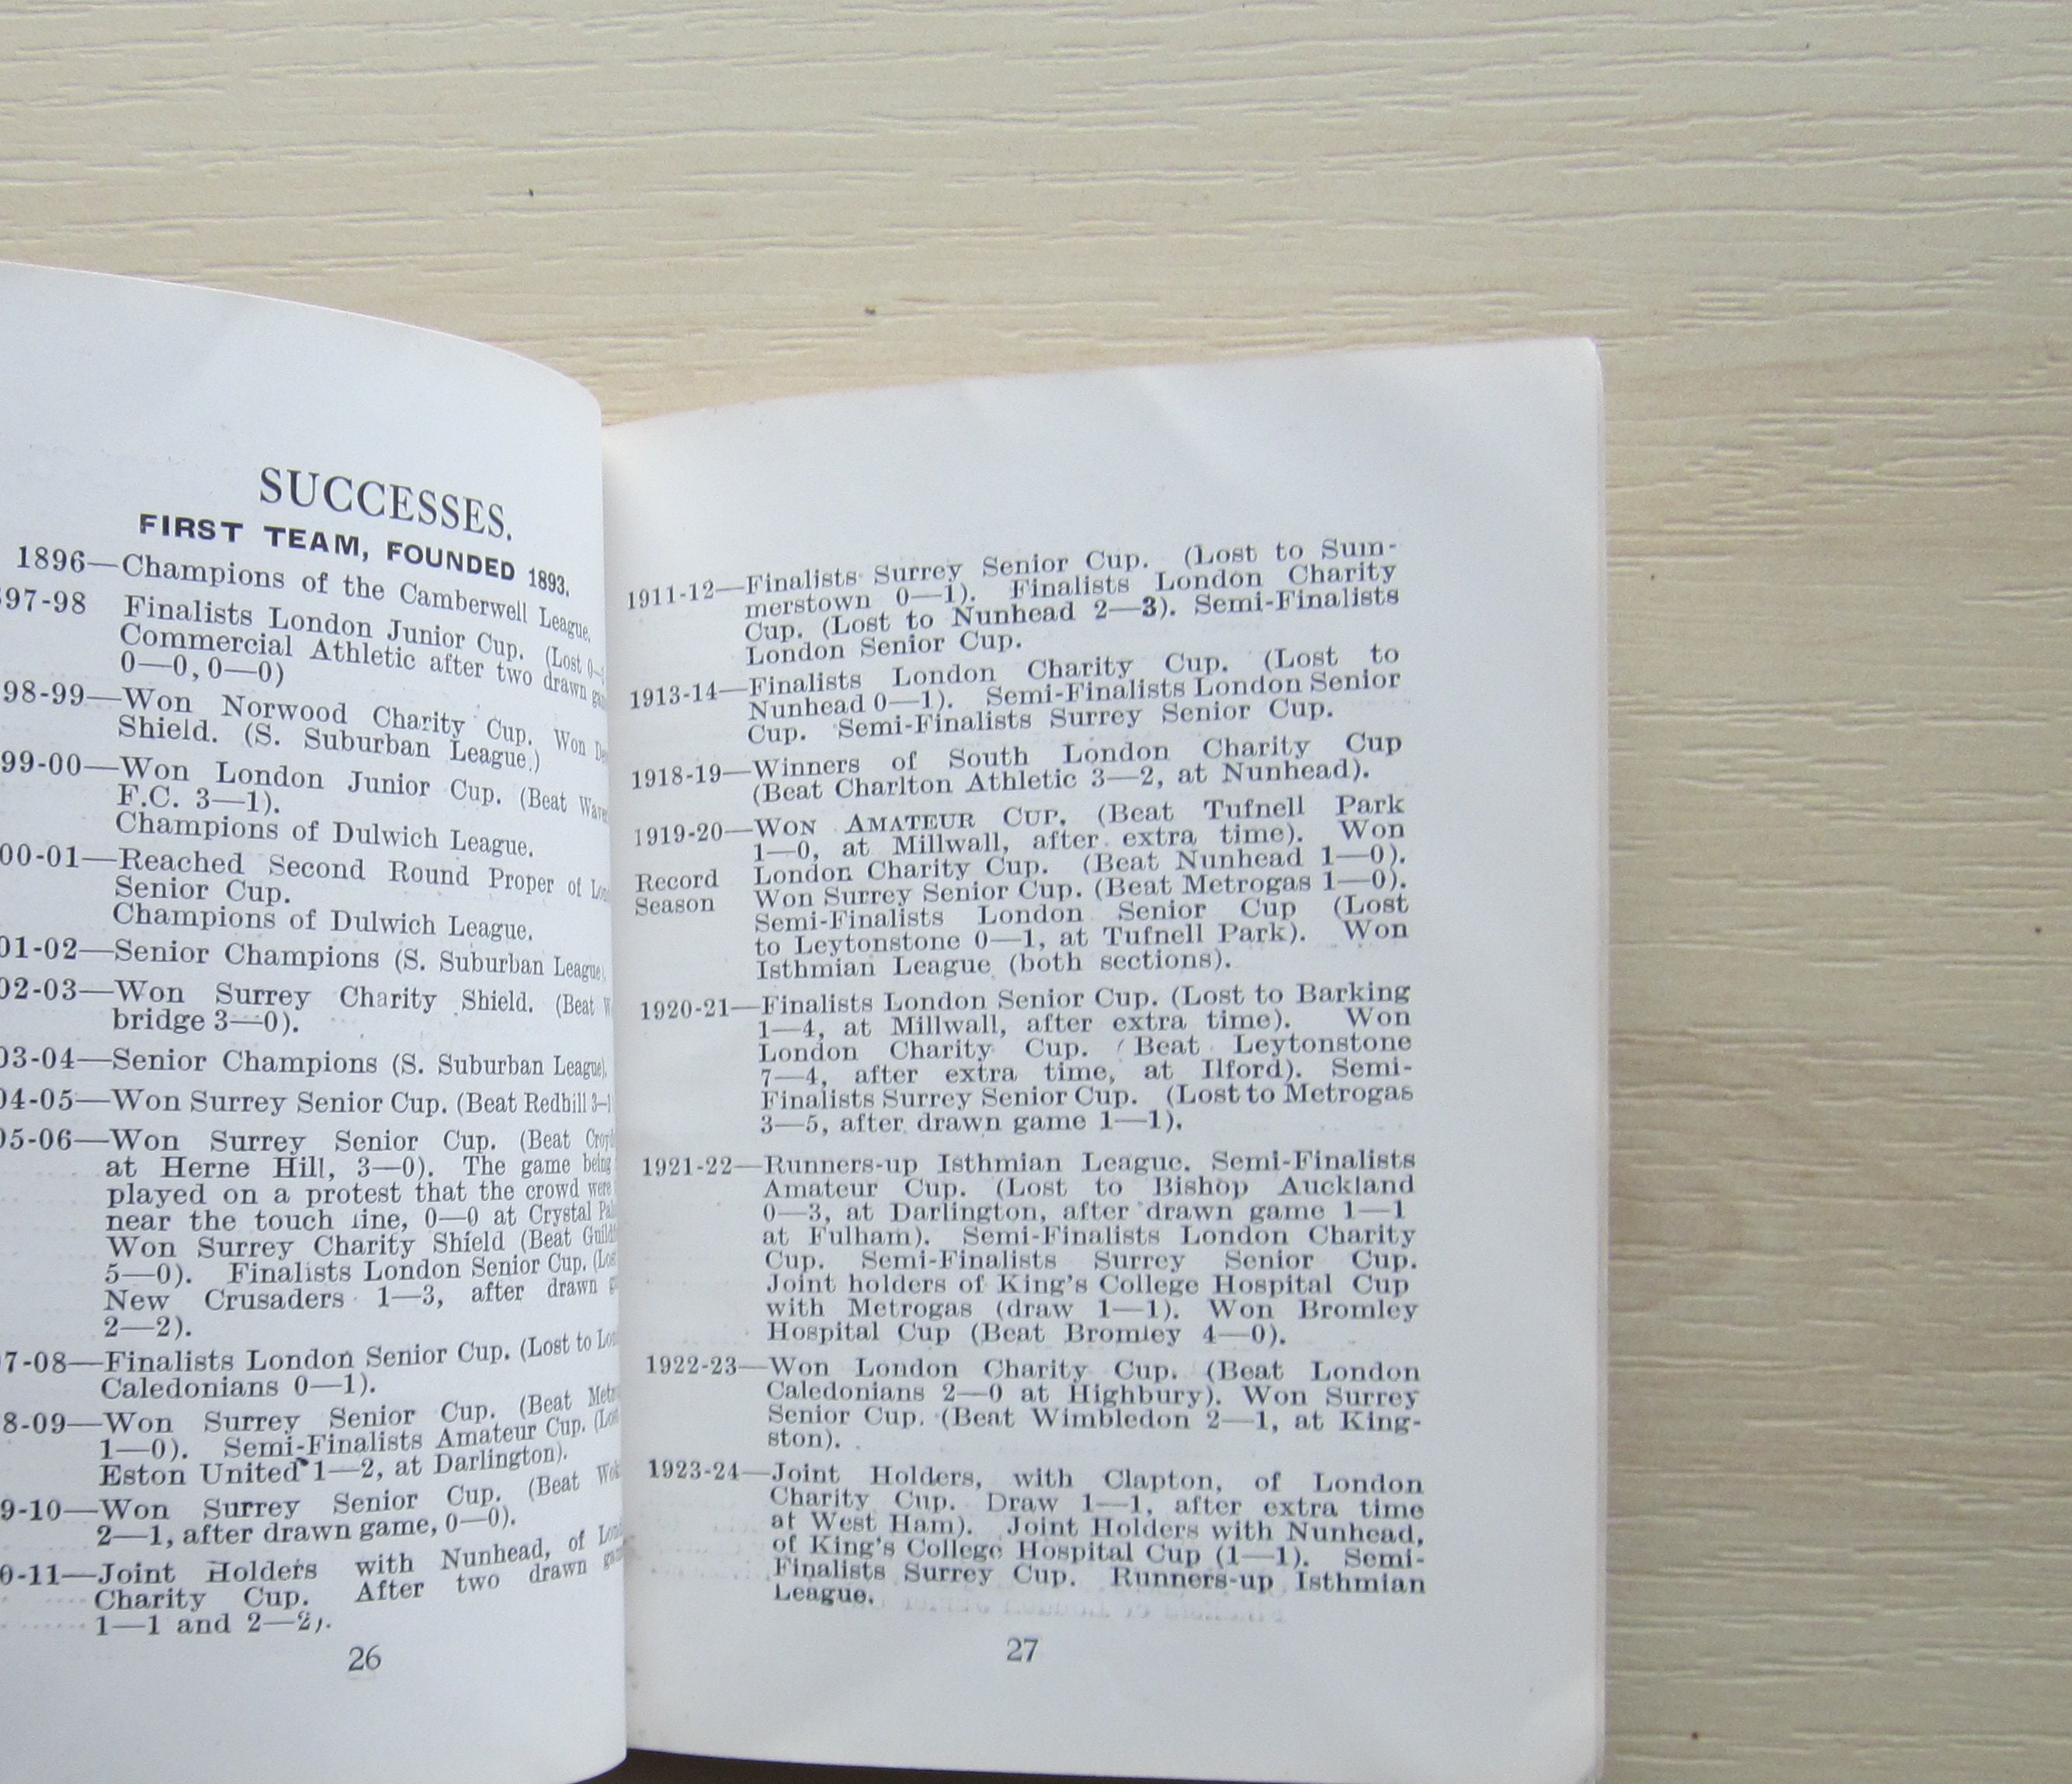 SUCCESSES.
FIRST TEAM, FOUNDED 1893.
1896—Champions of the Camberwell League.
97-98 Finalists London Junior Cup. (Lost
Commercial Athletic after two drawn
0—0, 0—0)
98-99—Won Norwood Charity Cup. Won
Shield. (S. Suburban League.)
99-00—Won London Junior Cup. (Beat
F.C. 3—1).
Champions of Dulwich League.
00-01—Reached Second Round Proper of
Senior Cup.
Champions of Dulwich League.
01-02—Senior Champions (S. Suburban League).
02-03—Won Surrey Charity Shield. (Beat
bridge 3—0).
03-04—Senior Champions (S. Suburban League).
04-05—Won Surrey Senior Cup. (Beat Redhill 3—1
05-06—Won Surrey Senior Cup. (Beat
at Herne Hill, 3—0). The game being
played on a protest that the crowd were
near the touch line, 0—0 at Crystal
Won Surrey Charity Shield (Beat
5—0). Finalists London Senior Cup. (
New Crusaders 1—3, after drawn
2—2).
7-08—Finalists London Senior Cup. (Lost to
Caledonians 0—1).
8-09—Won Surrey Senior Cup. (Beat
1—0). Semi-Finalists Amateur Cup. (
Eston United 1—2, at Darlington).
9-10—Won Surrey Senior Cup. (Beat
2—1, after drawn game, 0—0).
0-11—Joint Holders with Nunhead, of
Charity Cup. After two drawn
1—1 and 2—2).
26
1911-12—Finalists Surrey Senior Cup. (Lost to Sum-
merstown 0—1). Finalists London Charity
Cup. (Lost to Nunhead 2—3). Semi-Finalists
London Senior Cup.
1913-14—Finalists London Charity Cup. (Lost to
Nunhead 0—1). Semi-Finalists London Senior
Cup. Semi-Finalists Surrey Senior Cup.
1918-19—Winners of South London Charity Cup
(Beat Charlton Athletic 3—2, at Nunhead).
1919-20—WON AMATEUR CUP. (Beat Tufnell Park
1—0, at Millwall, after extra time). Won
Record London Charity Cup. (Beat Nunhead 1—0).
Season Won Surrey Senior Cup. (Beat Metrogas 1—0).
Semi-Finalists London Senior Cup (Lost
to Leytonstone 0—1, at Tufnell Park). Won
Isthmian League (both sections).
1920-21—Finalists London Senior Cup. (Lost to Barking
1—4, at Millwall, after extra time). Won
London Charity Cup. (Beat Leytonstone
7—4, after extra time, at Ilford). Semi-
Finalists Surrey Senior Cup. (Lost to Metrogas
3—5, after drawn game 1—1).
1921-22—Runners-up Isthmian League. Semi-Finalists
Amateur Cup. (Lost to Bishop Auckland
0—3, at Darlington, after drawn game 1—1
at Fulham). Semi-Finalists London Charity
Cup. Semi-Finalists Surrey Senior Cup.
Joint holders of King's College Hospital Cup
with Metrogas (draw 1—1). Won Bromley
Hospital Cup (Beat Bromley 4—0).
1922-23—Won London Charity Cup. (Beat London
Caledonians 2—0 at Highbury). Won Surrey
Senior Cup. (Beat Wimbledon 2—1, at King-
ston).
1923-24—Joint Holders, with Clapton, of London
Charity Cup. Draw 1—1, after extra time
at West Ham). Joint Holders with Nunhead,
of King's College Hospital Cup (1—1). Semi-
Finalists Surrey Cup. Runners-up Isthmian
League.
27